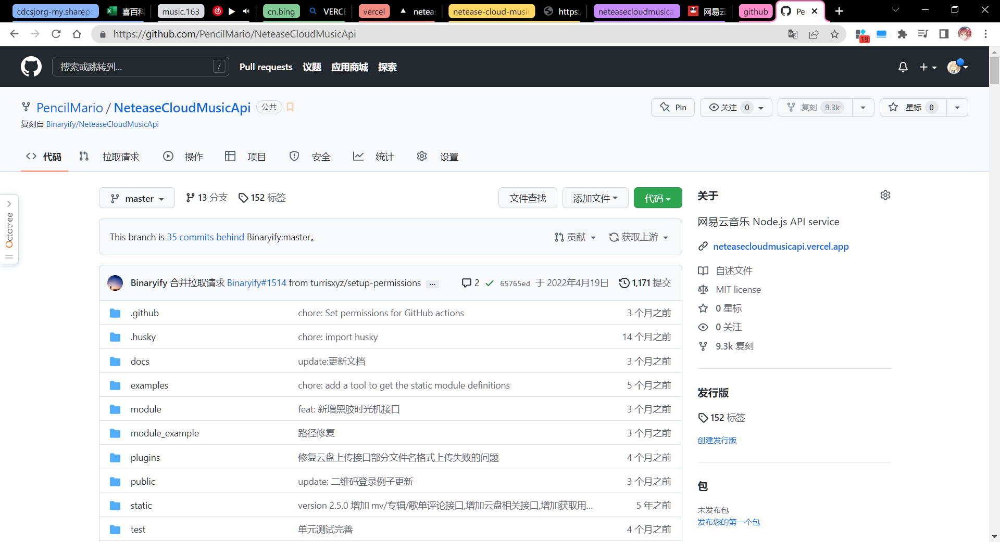 cdcsjorg-my.sharepo
喜百科
music.163
cn.bing
VERCE
vercel
neteas
netease-cloud-music
https:
neteasecloudmusica
网易云
github
Pe
https://github.com/PencilMario/NeteaseCloudMusicApi
19
搜索或跳转到...
/
Pull requests 议题 应用商城 探索
PencilMario / NeteaseCloudMusicApi 公共
Pin
关注 0
复刻 9.3k
星标 0
复刻自 Binaryify/NeteaseCloudMusicApi
代码 拉取请求 操作 项目 安全 统计 设置
Octotree
master 13 分支 152 标签
文件查找 添加文件 代码
This branch is 35 commits behind Binaryify:master。
贡献 获取上游
Binaryify 合并拉取请求 Binaryify#1514 from turrisxyz/setup-permissions ... 2 65765ed 于 2022年4月19日 1,171 提交
.github chore: Set permissions for GitHub actions 3 个月之前
.husky chore: import husky 14 个月之前
docs update:更新文档 3 个月之前
examples chore: add a tool to get the static module definitions 5 个月之前
module feat: 新增黑胶时光机接口 3 个月之前
module_example 路径修复 3 个月之前
plugins 修复云盘上传接口部分文件名格式上传失败的问题 4 个月之前
public update: 二维码登录例子更新 3 个月之前
static version 2.5.0 增加 mv/专辑/歌单评论接口,增加云盘相关接口,增加获取用... 5 年之前
test 单元测试完善 4 个月之前
关于
网易云音乐 Node.js API service
neteasecloudmusicapi.vercel.app
自述文件
MIT license
0 星标
0 关注
9.3k 复刻
发行版
152 标签
创建发行版
包
未发布包
发布您的第一个包